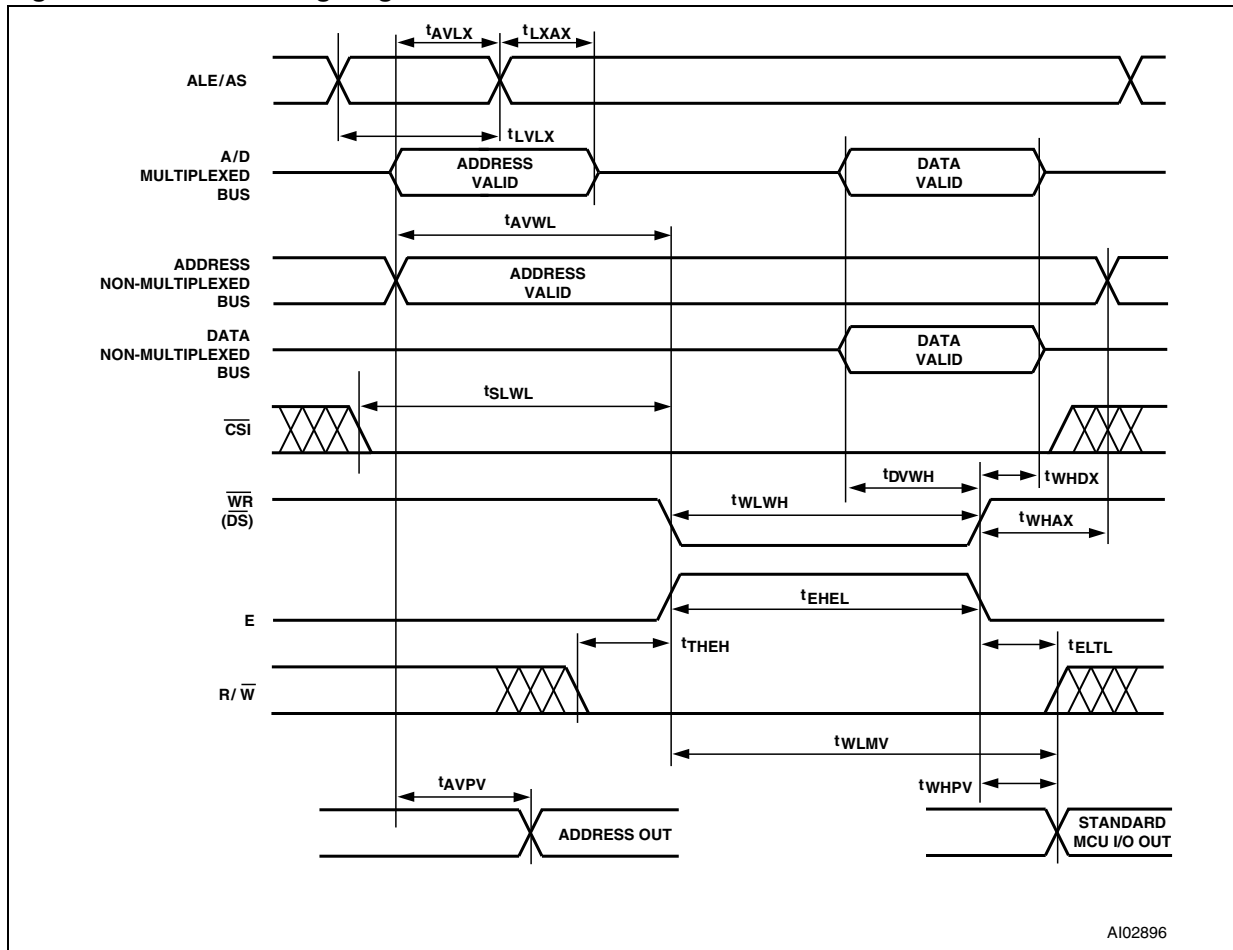 tAVLX
tLXAX
ALE/AS
tLVLX
A/D
MULTIPLEXED
BUS
ADDRESS
VALID
DATA
VALID
tAVWL
ADDRESS
NON-MULTIPLEXED
BUS
ADDRESS
VALID
DATA
NON-MULTIPLEXED
BUS
DATA
VALID
tSLWL
CSI
tDVWH
tWHDX
WR
(DS)
tWLWH
tWHAX
tEHEL
E
tTHEH
tELTL
R/ W
tWLMV
tAVPV
tWHPV
ADDRESS OUT
STANDARD
MCU I/O OUT
AI02896